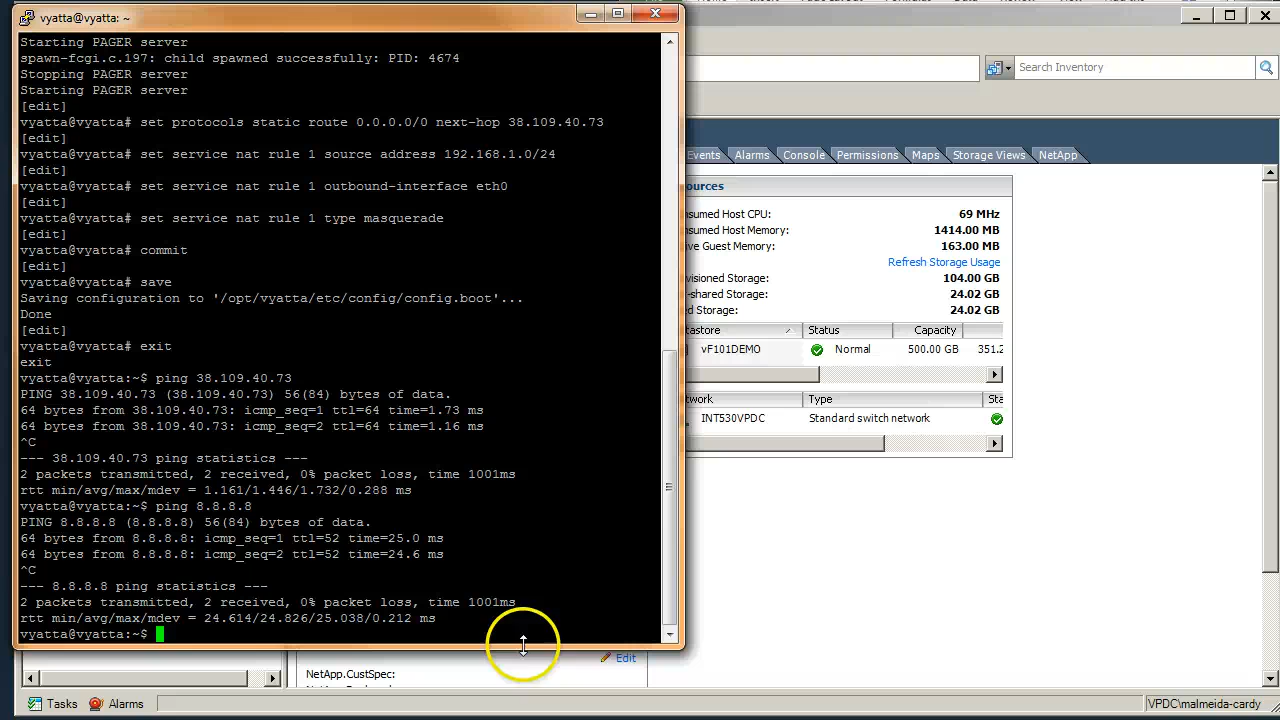 vyatta@vyatta: ~
Starting PAGER server
spawn-fcgi.c.197: child spawned successfully: PID: 4674
Stopping PAGER server
Starting PAGER server
[edit]
vyatta@vyatta# set protocols static route 0.0.0.0/0 next-hop 38.109.40.73
[edit]
vyatta@vyatta# set service nat rule 1 source address 192.168.1.0/24
[edit]
vyatta@vyatta# set service nat rule 1 outbound-interface eth0
[edit]
vyatta@vyatta# set service nat rule 1 type masquerade
[edit]
vyatta@vyatta# commit
[edit]
vyatta@vyatta# save
Saving configuration to '/opt/vyatta/etc/config/config.boot'...
Done
[edit]
vyatta@vyatta# exit
exit
vyatta@vyatta:~$ ping 38.109.40.73
PING 38.109.40.73 (38.109.40.73) 56(84) bytes of data.
64 bytes from 38.109.40.73: icmp_seq=1 ttl=64 time=1.73 ms
64 bytes from 38.109.40.73: icmp_seq=2 ttl=64 time=1.16 ms
^C
--- 38.109.40.73 ping statistics ---
2 packets transmitted, 2 received, 0% packet loss, time 1001ms
rtt min/avg/max/mdev = 1.161/1.446/1.732/0.288 ms
vyatta@vyatta:~$ ping 8.8.8.8
PING 8.8.8.8 (8.8.8.8) 56(84) bytes of data.
64 bytes from 8.8.8.8: icmp_seq=1 ttl=52 time=25.0 ms
64 bytes from 8.8.8.8: icmp_seq=2 ttl=52 time=24.6 ms
^C
--- 8.8.8.8 ping statistics ---
2 packets transmitted, 2 received, 0% packet loss, time 1001ms
rtt min/avg/max/mdev = 24.614/24.826/25.038/0.212 ms
vyatta@vyatta:~$
Search Inventory
Events Alarms Console Permissions Maps Storage Views NetApp
ources
nsumed Host CPU: 69 MHz
nsumed Host Memory: 1414.00 MB
ive Guest Memory: 163.00 MB
Refresh Storage Usage
ovisioned Storage: 104.00 GB
-shared Storage: 24.02 GB
d Storage: 24.02 GB
tastore Status Capacity
vF101DEMO Normal 500.00 GB 351.2
work Type Sta
INT530VPDC Standard switch network
Edit
NetApp.CustSpec:
Tasks Alarms VPDC\malmeida-cardy